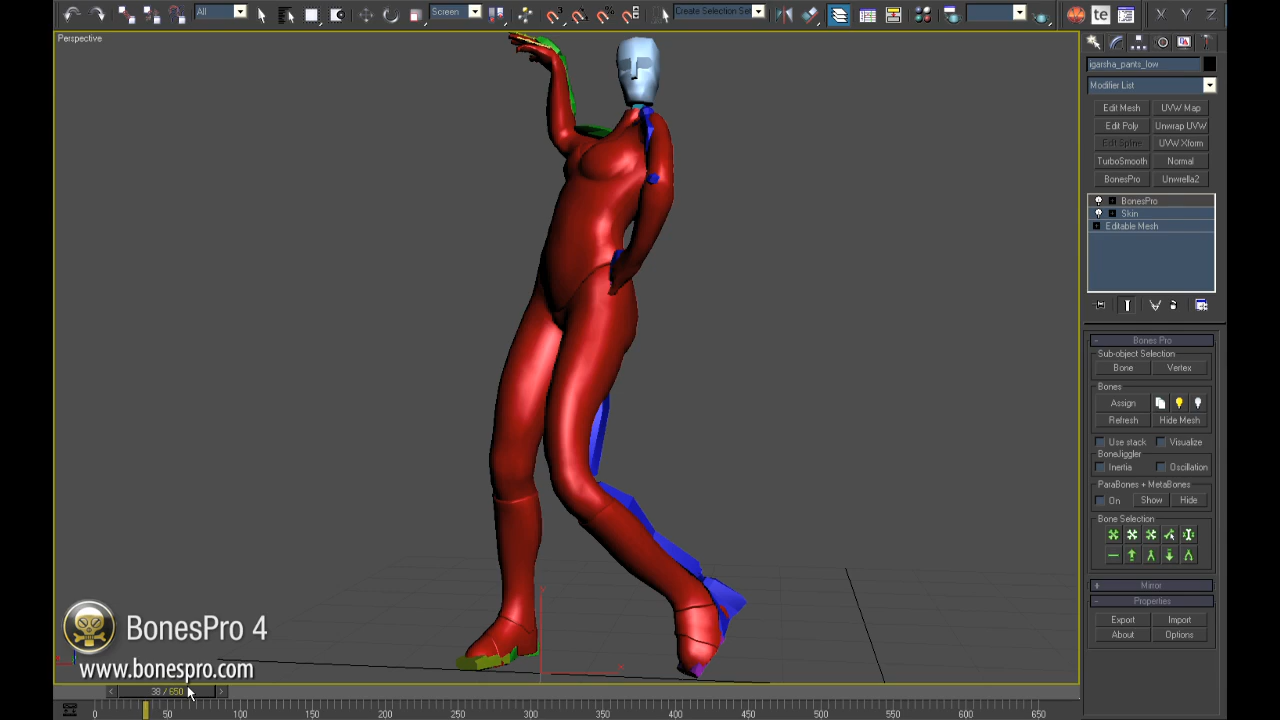 All
Screen
Create Selection Set
te
X Y Z
Perspective
igarsha_pants_low
Modifier List
Edit Mesh UVW Map
Edit Poly Unwrap UVW
Edit Spline UVW Xform
TurboSmooth Normal
BonesPro Unwrella2
BonesPro
Skin
Editable Mesh
Bones Pro
Sub-object Selection
Bone Vertex
Bones
Assign
Refresh Hide Mesh
Use stack Visualize
BoneJiggler
Inertia Oscillation
ParaBones + MetaBones
On Show Hide
Bone Selection
Mirror
Properties
Export Import
About Options
BonesPro 4
www.bonespro.com
38 / 650
0 50 100 150 200 250 300 350 400 450 500 550 600 650